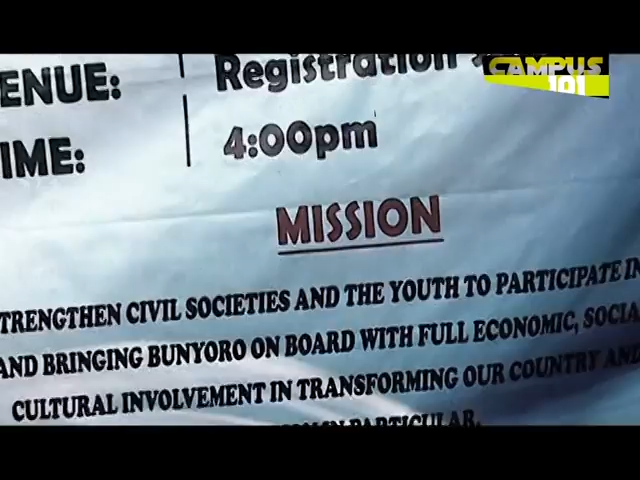 CAMPUS
101
ENUE:
Registration
IME:
4:00pm
MISSION
TRENGTHEN CIVIL SOCIETIES AND THE YOUTH TO PARTICIPATE IN
AND BRINGING BUNYORO ON BOARD WITH FULL ECONOMIC, SOCIA
CULTURAL INVOLVEMENT IN TRANSFORMING OUR COUNTRY AND
IN PARTICULAR.